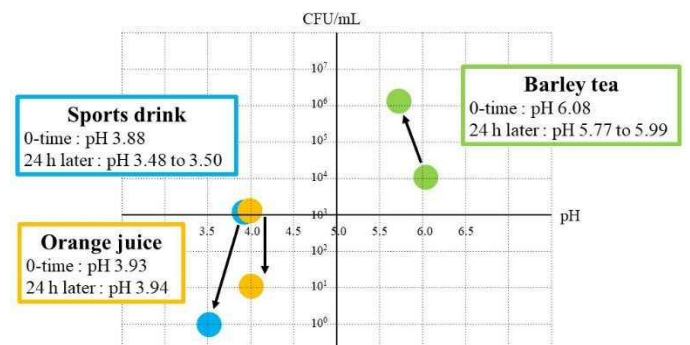 CFU/mL
10⁷
10⁶
10⁵
10⁴
10³
10²
10¹
10⁰
3.5 4.0 4.5 5.0 5.5 6.0 6.5
pH
Sports drink
0-time : pH 3.88
24 h later : pH 3.48 to 3.50
Orange juice
0-time : pH 3.93
24 h later : pH 3.94
Barley tea
0-time : pH 6.08
24 h later : pH 5.77 to 5.99